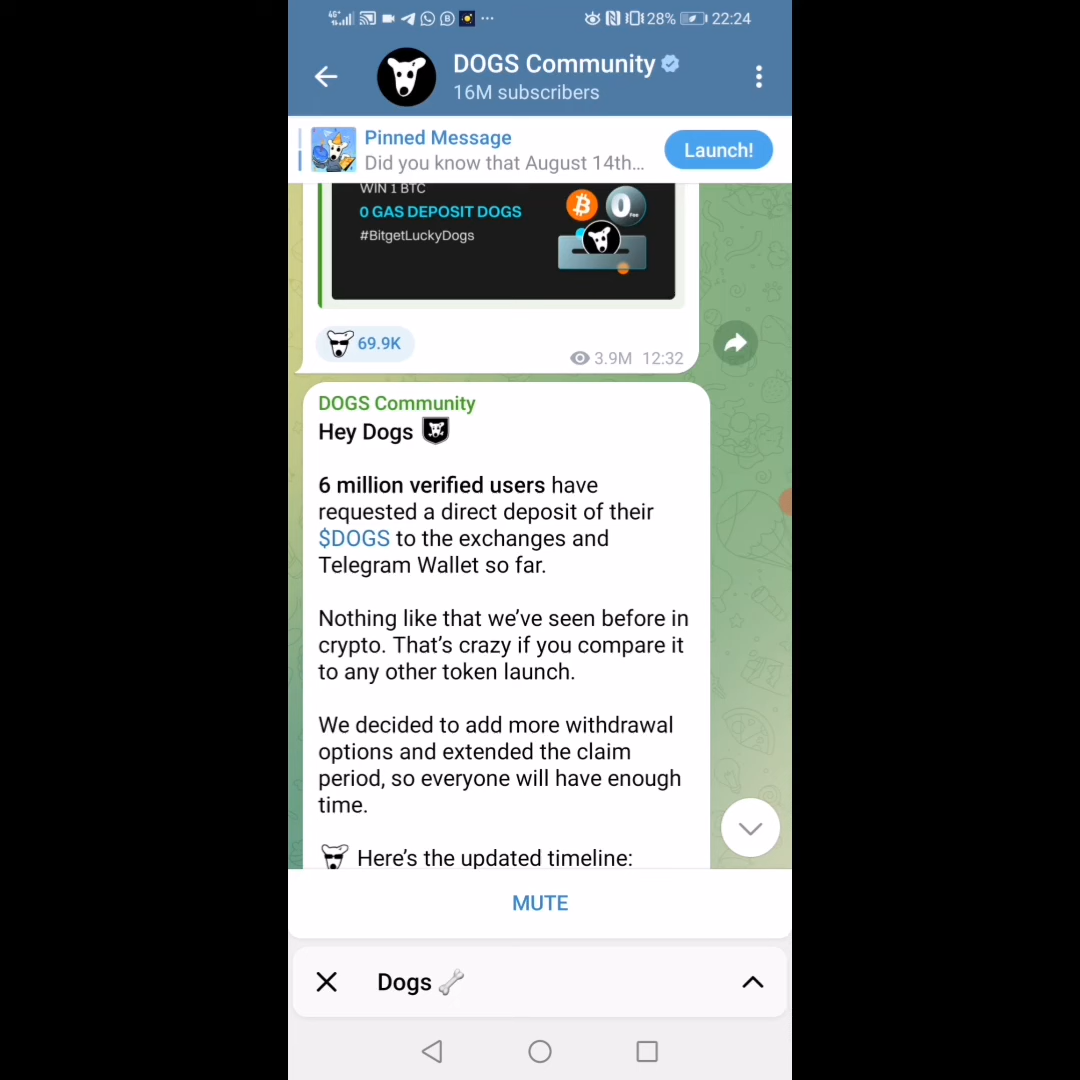 4G+ 28% 22:24
DOGS Community
16M subscribers
Pinned Message
Did you know that August 14th...
Launch!
WIN 1 BTC
0 GAS DEPOSIT DOGS
#BitgetLuckyDogs
0
Fee
69.9K
3.9M 12:32
DOGS Community
Hey Dogs
6 million verified users have
requested a direct deposit of their
$DOGS to the exchanges and
Telegram Wallet so far.
Nothing like that we’ve seen before in
crypto. That’s crazy if you compare it
to any other token launch.
We decided to add more withdrawal
options and extended the claim
period, so everyone will have enough
time.
Here’s the updated timeline:
MUTE
Dogs